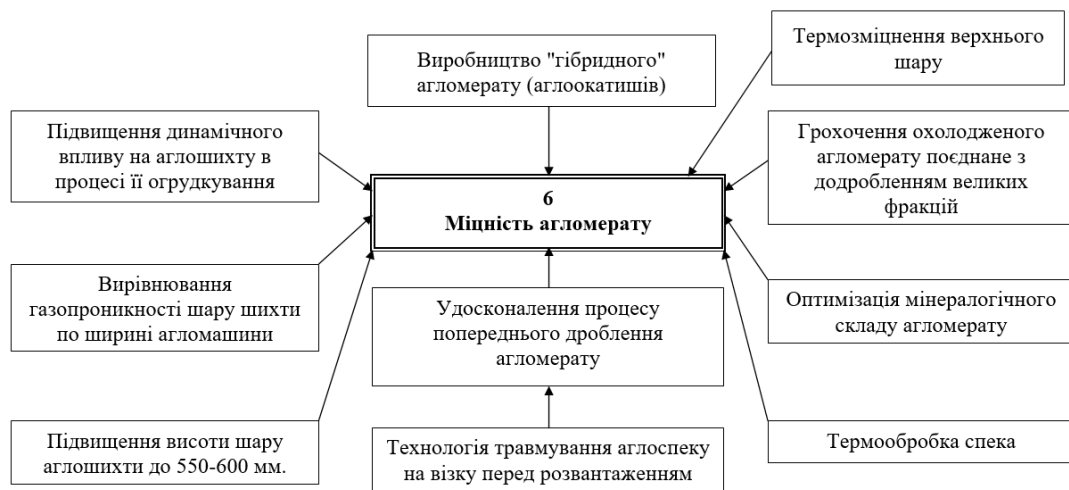 Виробництво "гібридного"
агломерату (аглоокатишів)
Термозміцнення верхнього
шару
Підвищення динамічного
впливу на аглошихту в
процесі її огрудкування
Грохочення охолодженого
агломерату поєднане з
додробленням великих
фракцій
6
Міцність агломерату
Вирівнювання
газопроникності шару шихти
по ширині агломашини
Удосконалення процесу
попереднього дроблення
агломерату
Оптимізація мінералогічного
складу агломерату
Підвищення висоти шару
аглошихти до 550-600 мм.
Технологія травмування аглоспеку
на візку перед розвантаженням
Термообробка спека